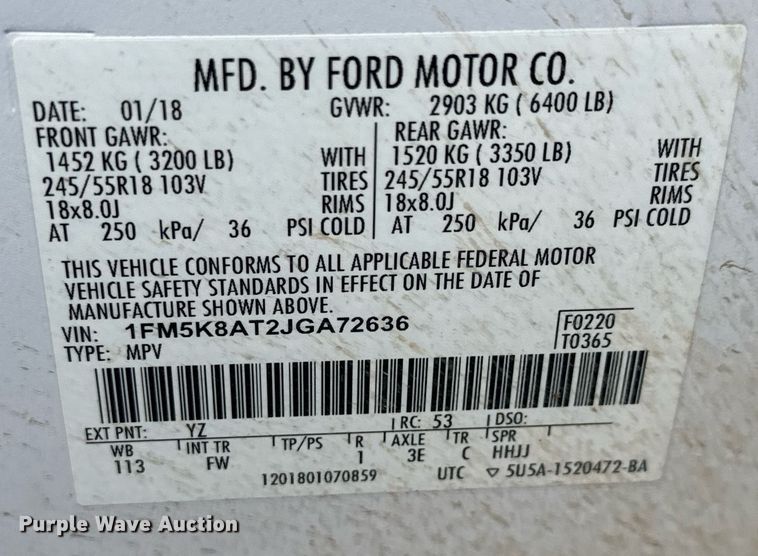 MFD. BY FORD MOTOR CO.
DATE: 01/18 GVWR: 2903 KG ( 6400 LB)
FRONT GAWR: REAR GAWR:
1452 KG ( 3200 LB) WITH 1520 KG ( 3350 LB) WITH
245/55R18 103V TIRES 245/55R18 103V TIRES
18x8.0J RIMS 18x8.0J RIMS
AT 250 kPa/ 36 PSI COLD AT 250 kPa/ 36 PSI COLD
THIS VEHICLE CONFORMS TO ALL APPLICABLE FEDERAL MOTOR
VEHICLE SAFETY STANDARDS IN EFFECT ON THE DATE OF
MANUFACTURE SHOWN ABOVE.
VIN: 1FM5K8AT2JGA72636 F0220
TYPE: MPV T0365
EXT PNT: YZ RC: 53 DSO:
WB INT TR TP/PS R AXLE TR SPR
113 FW 1 3E C HHJJ
1201801070859 UTC ▽ 5U5A-1520472-BA
Purple Wave Auction